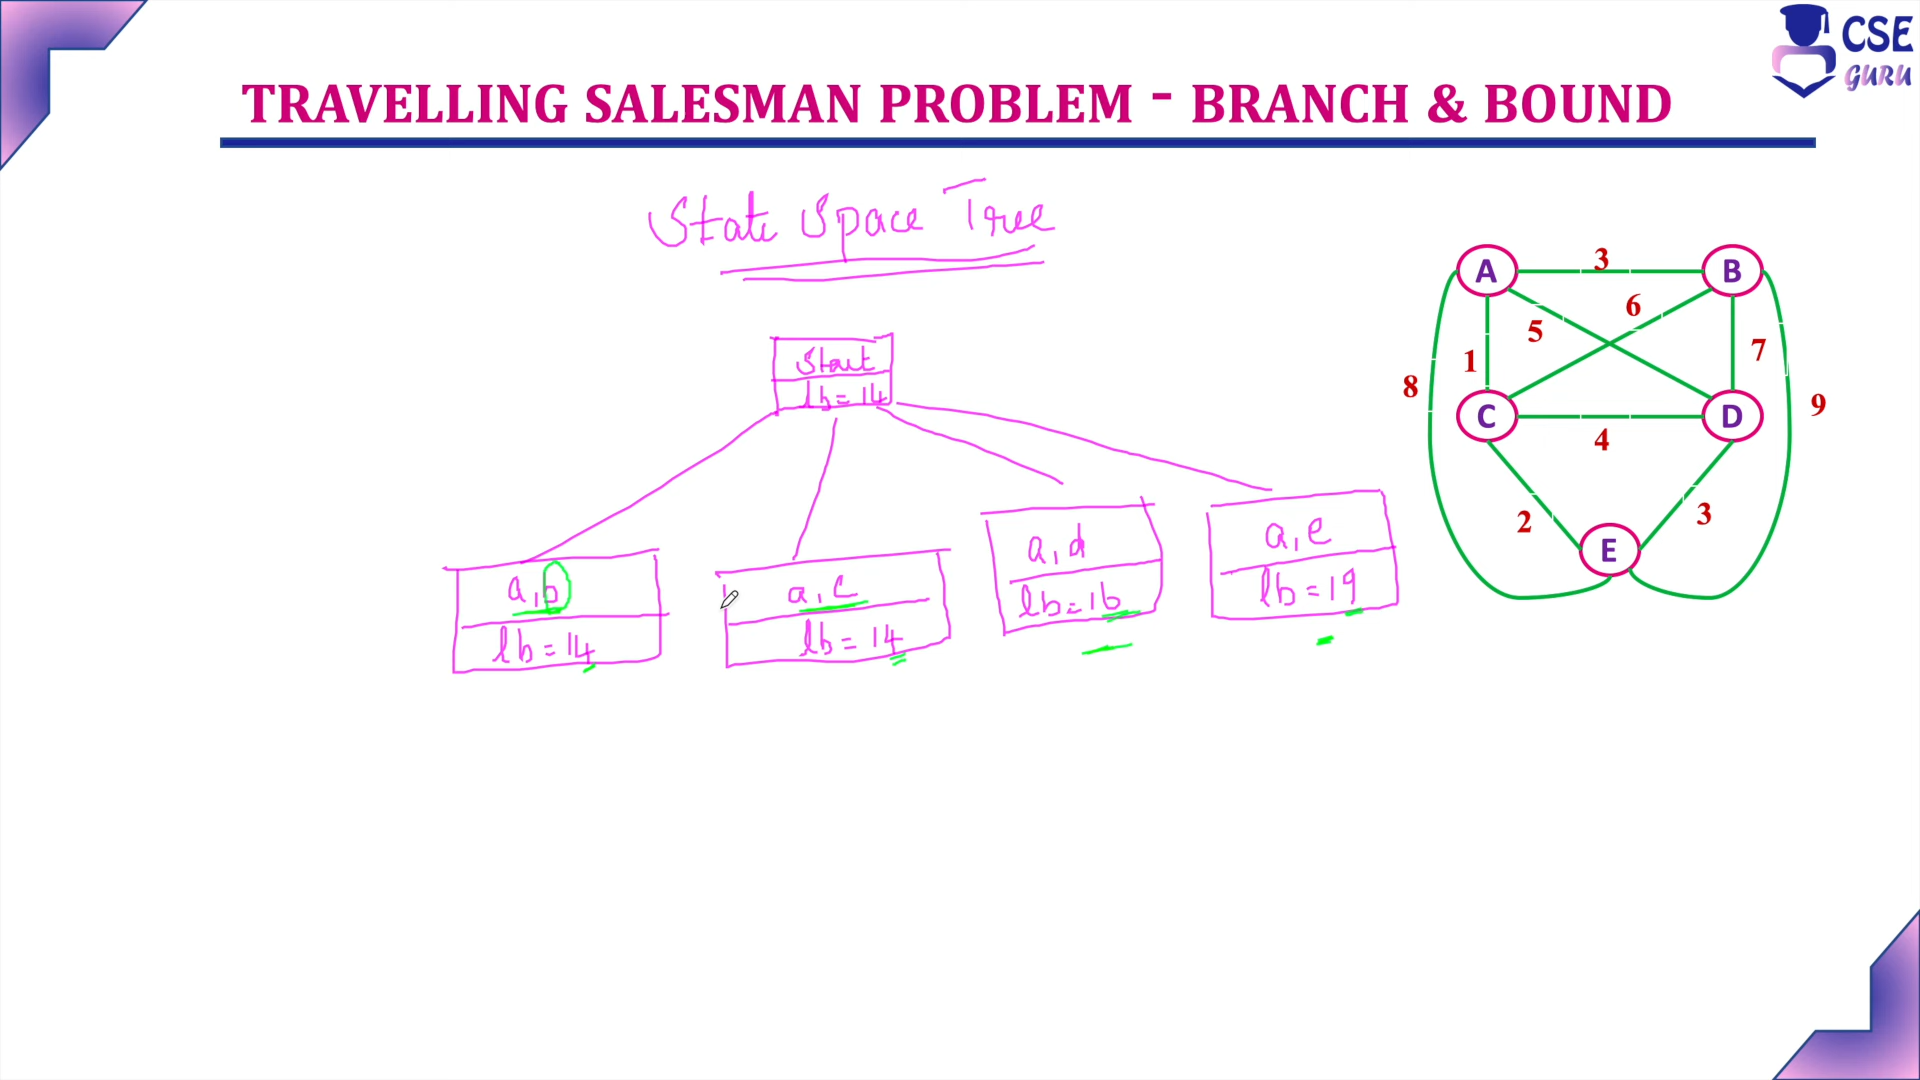 CSE
GURU
TRAVELLING SALESMAN PROBLEM - BRANCH & BOUND
State Space Tree
Start
lb = 14
a, b
lb = 14
a, c
lb = 14
a, d
lb = 16
a, e
lb = 19
A
3
B
6
5
1
7
8
9
C
4
D
2
3
E